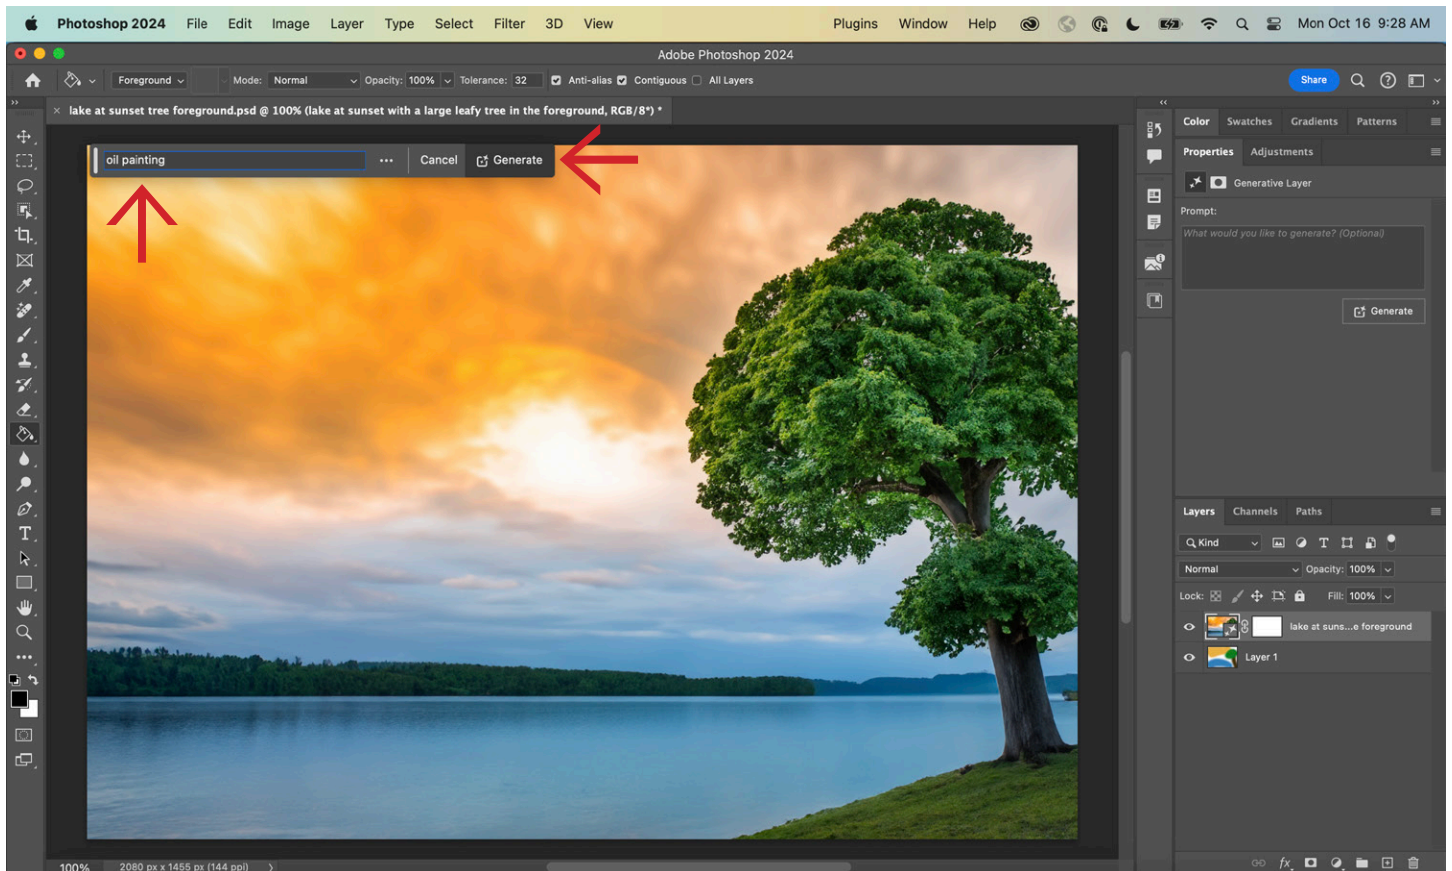 Photoshop 2024 File Edit Image Layer Type Select Filter 3D View Plugins Window Help Mon Oct 16 9:28 AM
Adobe Photoshop 2024
Foreground Mode: Normal Opacity: 100% Tolerance: 32 Anti-alias Contiguous All Layers Share
lake at sunset tree foreground.psd @ 100% (lake at sunset with a large leafy tree in the foreground, RGB/8*) *
Color Swatches Gradients Patterns
oil painting ... Cancel Generate
Properties Adjustments
Generative Layer
Prompt:
What would you like to generate? (Optional)
Generate
Layers Channels Paths
Kind
Normal Opacity: 100%
Lock: Fill: 100%
lake at suns...e foreground
Layer 1
100% 2080 px x 1455 px (144 ppi)
fx